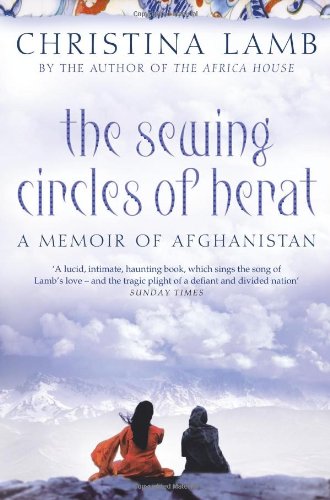 CHRISTINA LAMB
BY THE AUTHOR OF THE AFRICA HOUSE
the sewing
circles of herat
A MEMOIR OF AFGHANISTAN
'A lucid, intimate, haunting book, which sings the song of
Lamb's love – and the tragic plight of a defiant and divided nation'
SUNDAY TIMES
Copyrighted Material